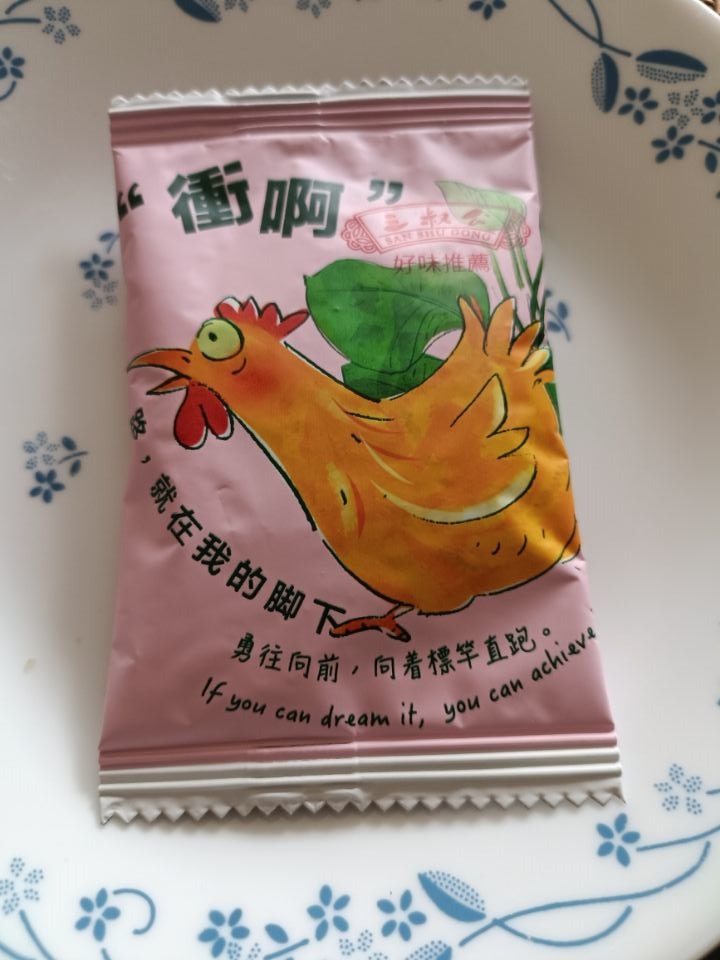 “衝啊”
三叔公
SAN SHU GONG
好味推薦
路，就在我的脚下
勇往向前，向着標竿直跑。
If you can dream it, you can achieve